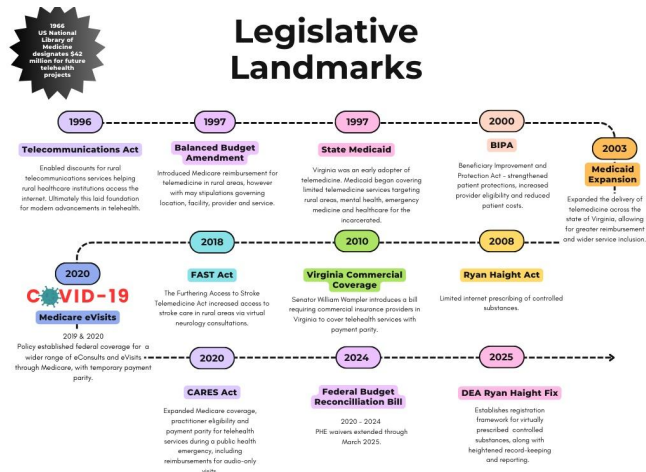 1966
US National
Library of
Medicine
designates $42
million for future
telehealth
projects
Legislative
Landmarks
1996
Telecommunications Act
Enabled discounts for rural
telecommunications services helping
rural healthcare institutions access the
internet. Ultimately this laid foundation
for modern advancements in telehealth.
1997
Balanced Budget
Amendment
Introduced Medicare reimbursement for
telemedicine in rural areas, however
with may stipulations governing
location, facility, provider and service.
1997
State Medicaid
Virginia was an early adopter of
telemedicine. Medicaid began covering
limited telemedicine services targeting
rural areas, mental health, emergency
medicine and healthcare for the
incarcerated.
2000
BIPA
Beneficiary Improvement and
Protection Act - strengthened
patient protections, increased
provider eligibility and reduced
patient costs.
2003
Medicaid
Expansion
Expanded the delivery of
telemedicine across the
state of Virginia, allowing
for greater reimbursement
and wider service inclusion.
2008
Ryan Haight Act
Limited internet prescribing of controlled
substances.
2010
Virginia Commercial
Coverage
Senator William Wampler introduces a bill
requiring commercial insurance providers in
Virginia to cover telehealth services with
payment parity.
2018
FAST Act
The Furthering Access to Stroke
Telemedicine Act increased access to
stroke care in rural areas via virtual
neurology consultations.
2020
COVID-19
Medicare eVisits
2019 & 2020
Policy established federal coverage for a
wider range of eConsults and eVisits
through Medicare, with temporary payment
parity.
2020
CARES Act
Expanded Medicare coverage,
practitioner eligibility and
payment parity for telehealth
services during a public health
emergency, including
reimbursements for audio-only
visits.
2024
Federal Budget
Reconcilliation Bill
2020 - 2024
PHE waivers extended through
March 2025.
2025
DEA Ryan Haight Fix
Establishes registration
framework for virtually
prescribed controlled
substances, along with
heightened record-keeping
and reporting.